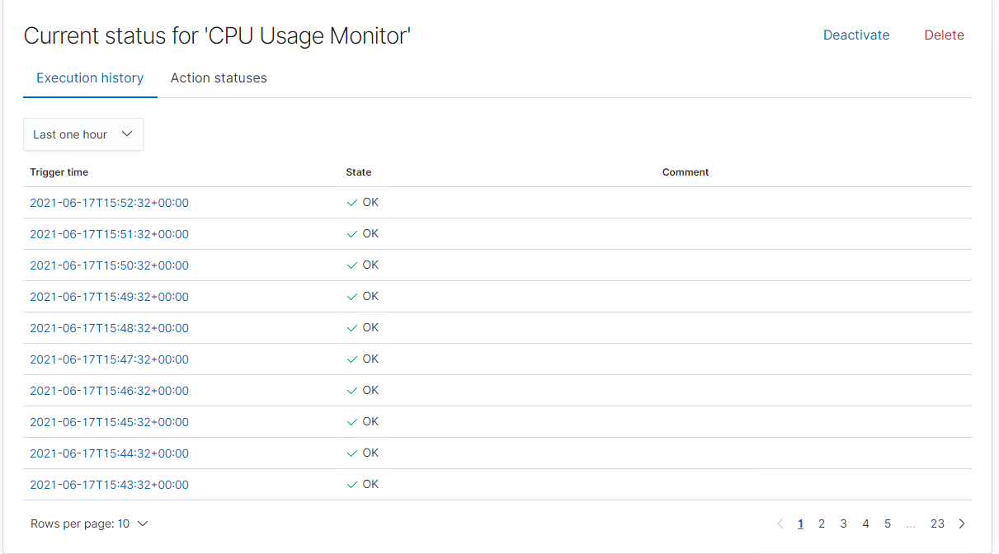 Current status for 'CPU Usage Monitor'
Deactivate Delete
Execution history Action statuses
Last one hour
Trigger time State Comment
2021-06-17T15:52:32+00:00 OK
2021-06-17T15:51:32+00:00 OK
2021-06-17T15:50:32+00:00 OK
2021-06-17T15:49:32+00:00 OK
2021-06-17T15:48:32+00:00 OK
2021-06-17T15:47:32+00:00 OK
2021-06-17T15:46:32+00:00 OK
2021-06-17T15:45:32+00:00 OK
2021-06-17T15:44:32+00:00 OK
2021-06-17T15:43:32+00:00 OK
Rows per page: 10
1 2 3 4 5 ... 23